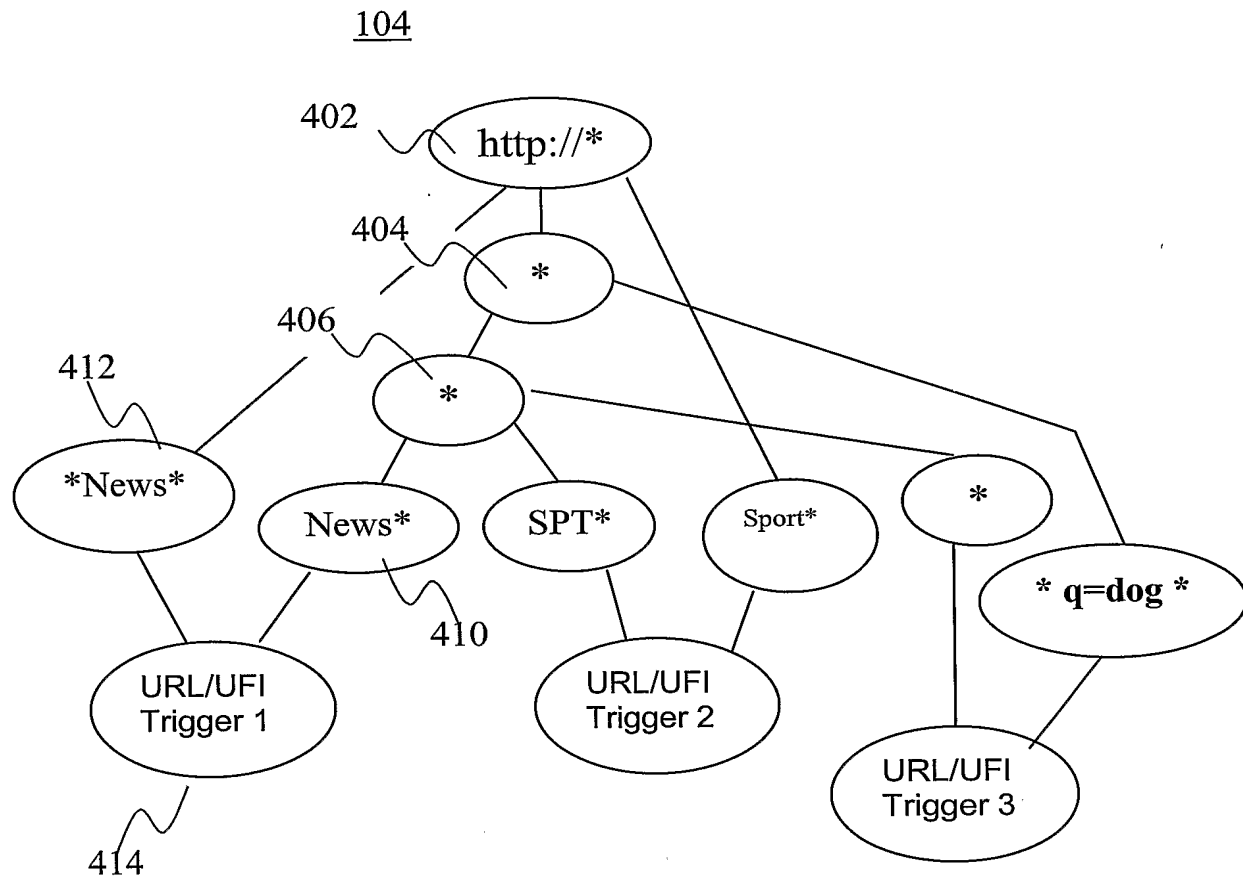 104
402
http://*
404
*
406
*
412
*News*
News*
SPT*
Sport*
*
* q=dog *
410
URL/UFI
Trigger 1
URL/UFI
Trigger 2
URL/UFI
Trigger 3
414